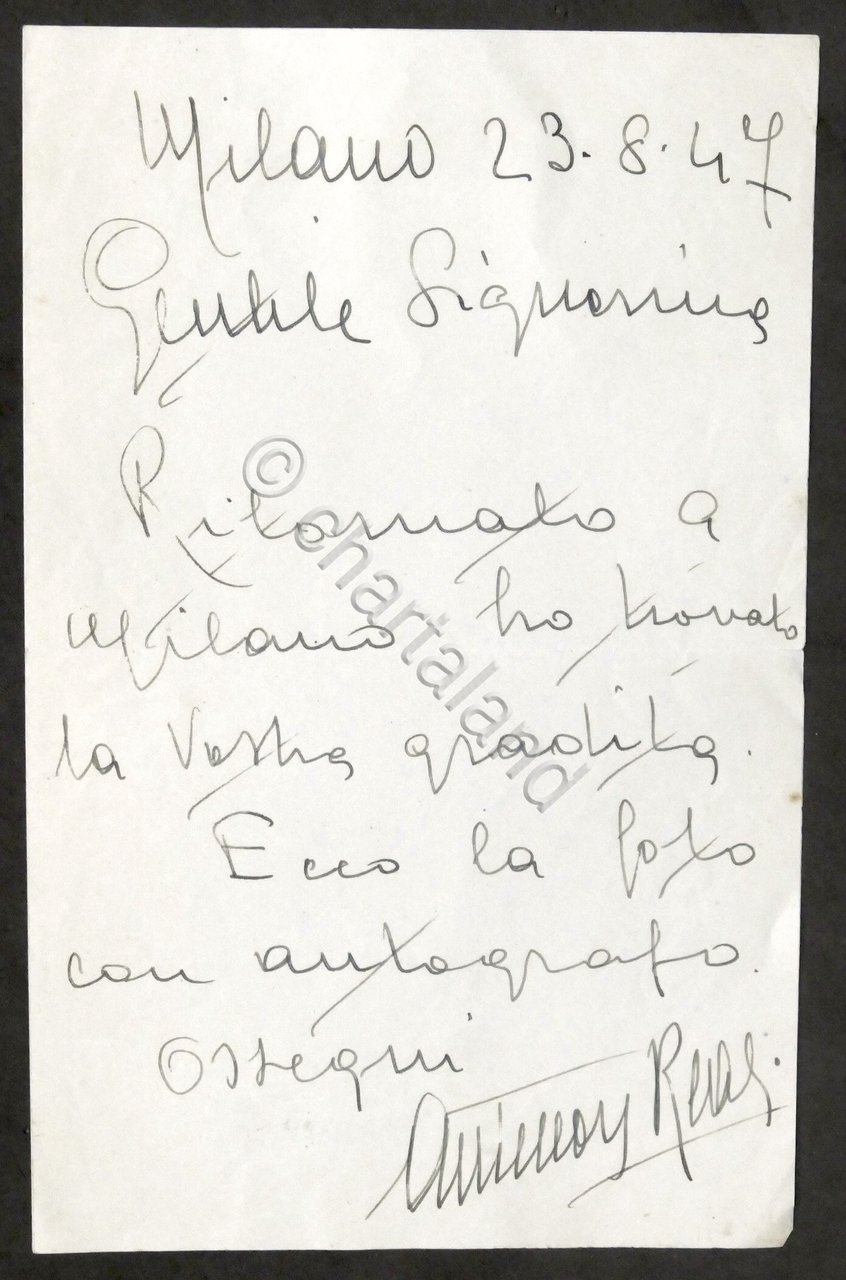 Milano 23.8.47
Gentile Signorina
Ritornato a
Milano ho trovato
la Vostra gradita.
Ecco la foto
con autografo.
Ossequi
© chartaland